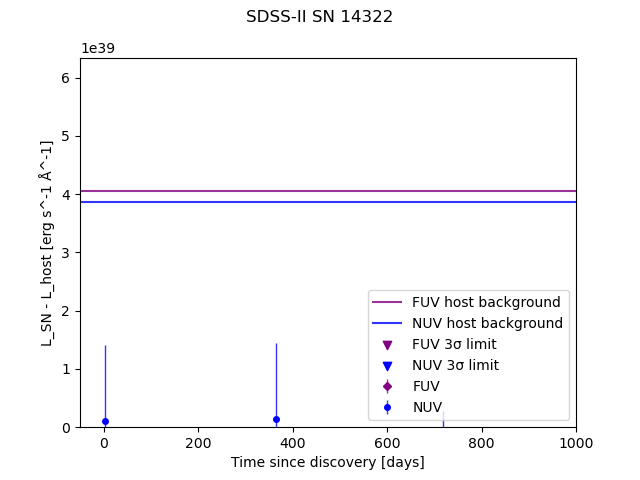 SDSS-II SN 14322
1e39
6
5
4
3
2
1
0
L_SN - L_host [erg s^-1 Å^-1]
FUV host background
NUV host background
FUV 3σ limit
NUV 3σ limit
FUV
NUV
0 200 400 600 800 1000
Time since discovery [days]